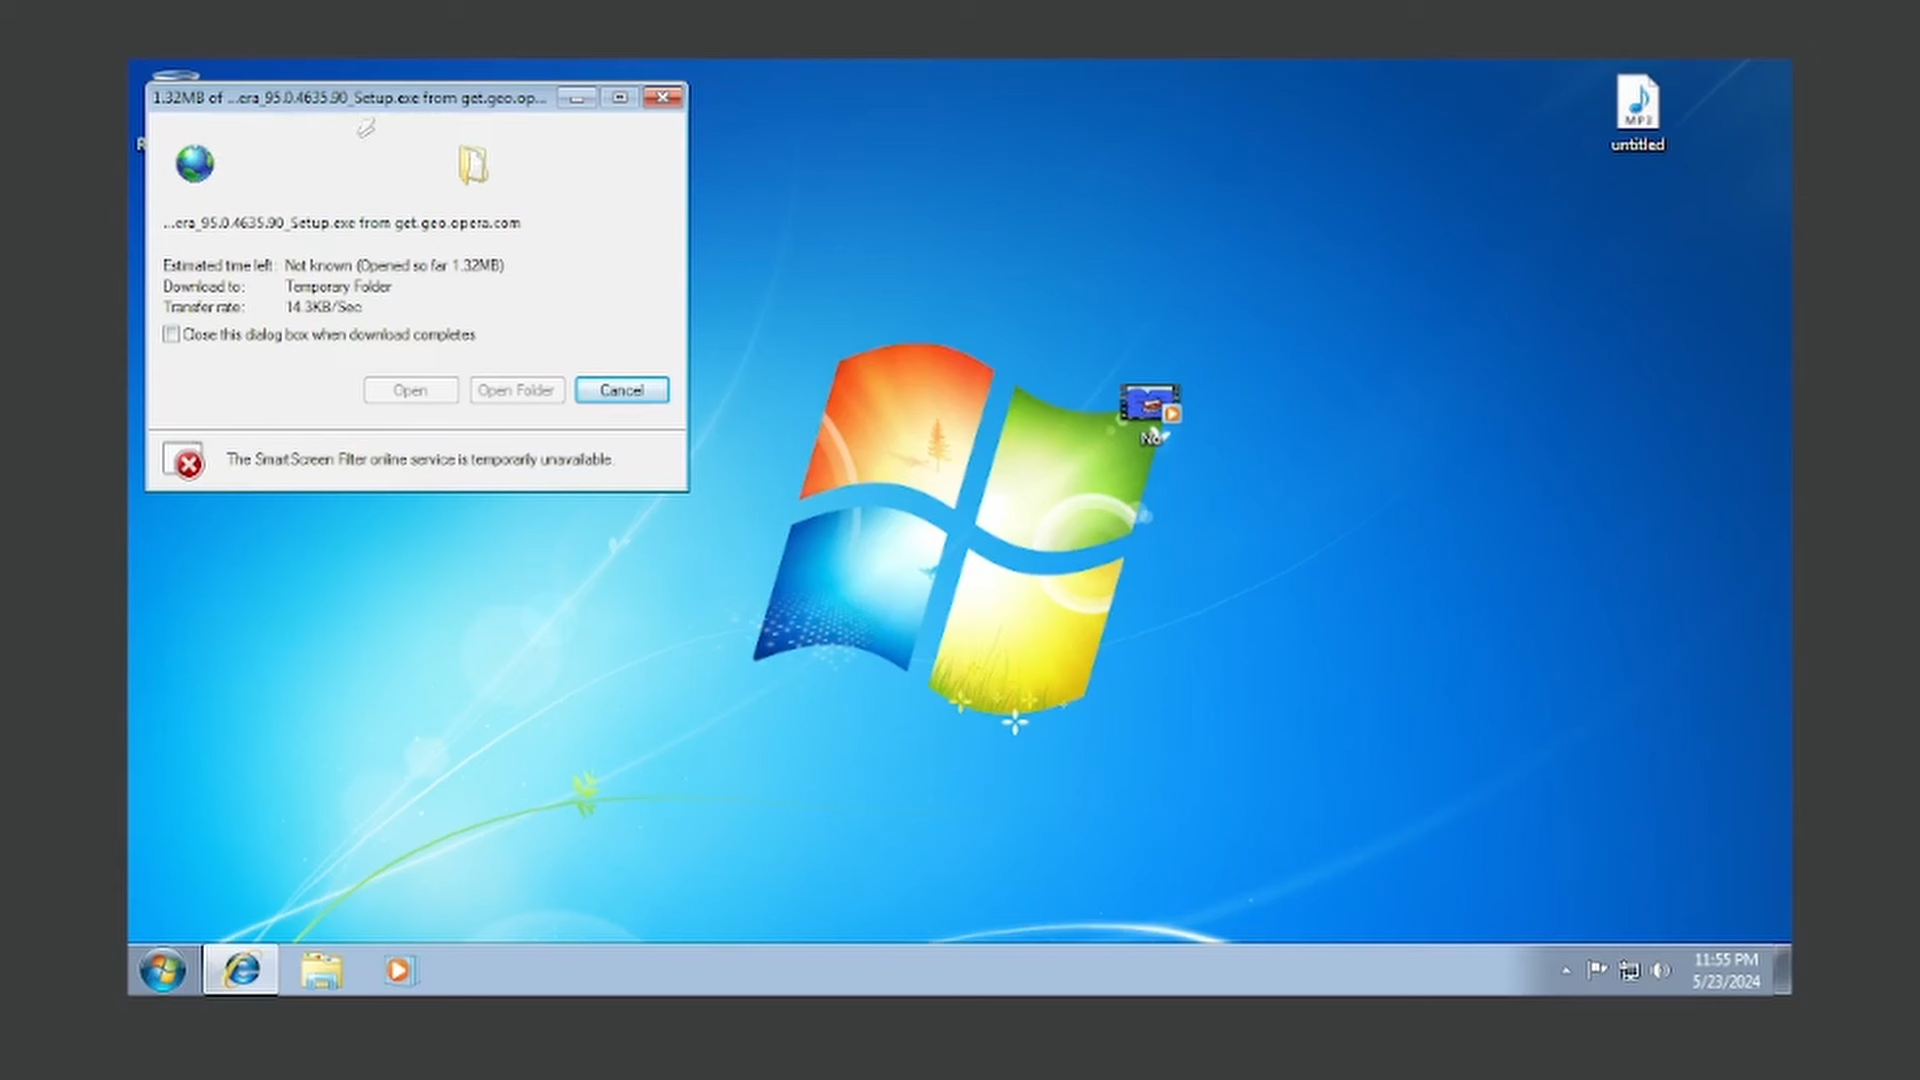 1.32MB of ...era_95.0.4635.90_Setup.exe from get.geo.op...
...era_95.0.4635.90_Setup.exe from get.geo.opera.com
Estimated time left: Not known (Opened so far 1.32MB)
Download to: Temporary Folder
Transfer rate: 14.3KB/Sec
Close this dialog box when download completes
Open Open Folder Cancel
The SmartScreen Filter online service is temporarily unavailable.
MP3
untitled
No
11:55 PM
5/23/2024